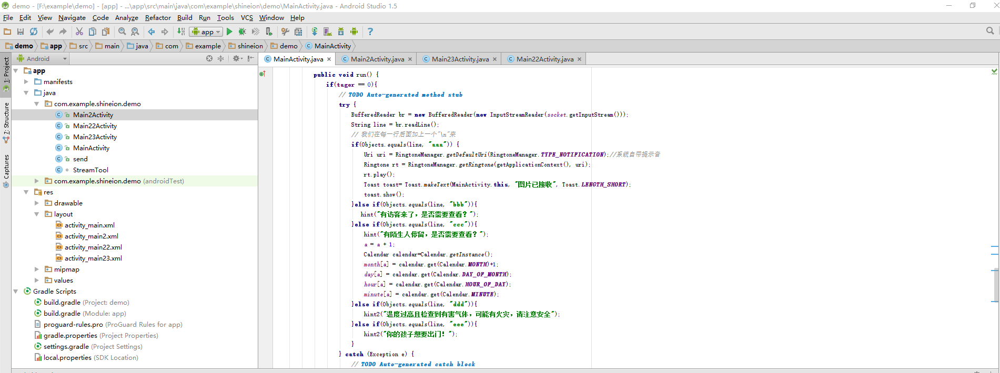 demo - [F:\example\demo] - [app] - ...\app\src\main\java\com\example\shineion\demo\MainActivity.java - Android Studio 1.5
File Edit View Navigate Code Analyze Refactor Build Run Tools VCS Window Help
app
demo app src main java com example shineion demo MainActivity
Android
MainActivity.java Main2Activity.java Main23Activity.java Main22Activity.java
1: Project
7: Structure
Captures
app
manifests
java
com.example.shineion.demo
Main2Activity
Main22Activity
Main23Activity
MainActivity
send
StreamTool
com.example.shineion.demo (androidTest)
res
drawable
layout
activity_main.xml
activity_main2.xml
activity_main22.xml
activity_main23.xml
mipmap
values
Gradle Scripts
build.gradle (Project: demo)
build.gradle (Module: app)
proguard-rules.pro (ProGuard Rules for app)
gradle.properties (Project Properties)
settings.gradle (Project Settings)
local.properties (SDK Location)
public void run() {
if(tager == 0){
// TODO Auto-generated method stub
try {
BufferedReader br = new BufferedReader(new InputStreamReader(socket.getInputStream()));
String line = br.readLine();
// 我们在每一行后面加上一个"\n"来
if(Objects.equals(line, "aaa")) {
Uri uri = RingtoneManager.getDefaultUri(RingtoneManager.TYPE_NOTIFICATION);//系统自带提示音
Ringtone rt = RingtoneManager.getRingtone(getApplicationContext(), uri);
rt.play();
Toast toast= Toast.makeText(MainActivity.this, "图片已接收", Toast.LENGTH_SHORT);
toast.show();
}else if(Objects.equals(line, "bbb")){
hint("有访客来了，是否需要查看？");
}else if(Objects.equals(line, "ccc")){
hint("有陌生人停留，是否需要查看？");
a = a + 1;
Calendar calendar=Calendar.getInstance();
month[a] = calendar.get(Calendar.MONTH)+1;
day[a] = calendar.get(Calendar.DAY_OF_MONTH);
hour[a] = calendar.get(Calendar.HOUR_OF_DAY);
minute[a] = calendar.get(Calendar.MINUTE);
}else if(Objects.equals(line, "ddd")){
hint2("温度过高且检查到有害气体，可能有火灾，请注意安全");
}else if(Objects.equals(line, "eee")){
hint2("你的孩子想要出门！");
}
} catch (Exception e) {
// TODO Auto-generated catch block